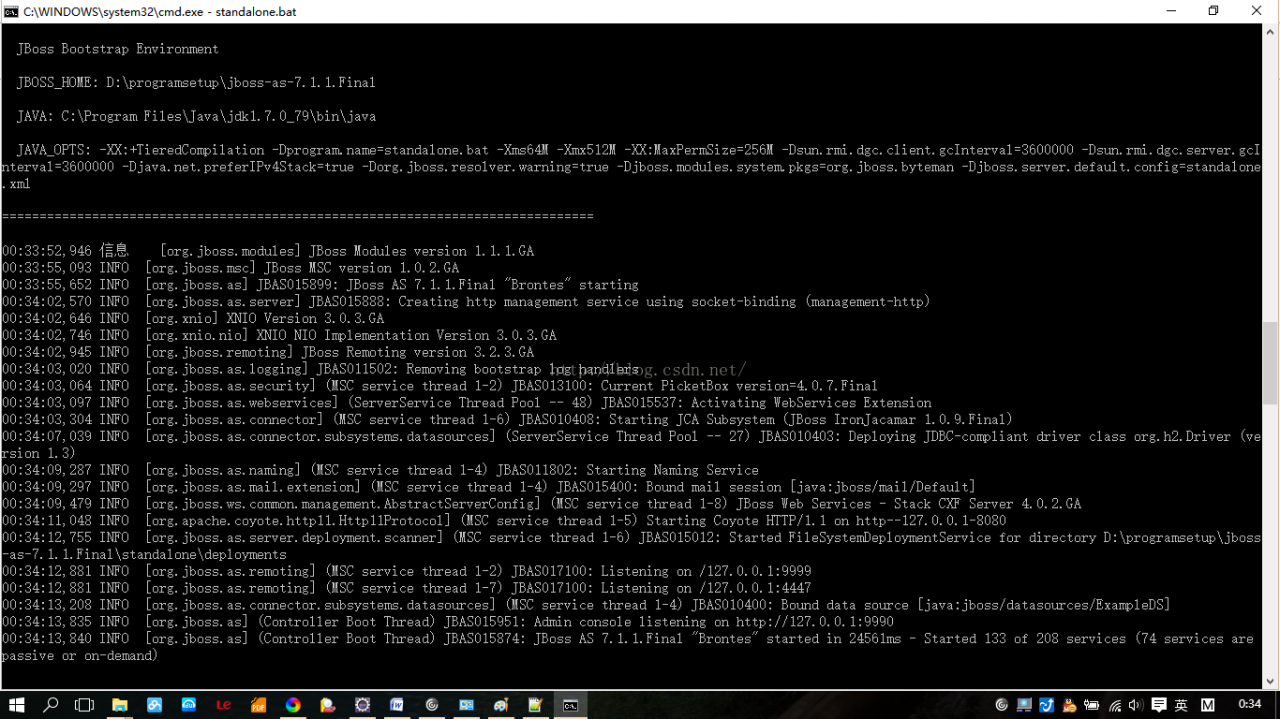 C:\WINDOWS\system32\cmd.exe - standalone.bat
JBoss Bootstrap Environment
JBOSS_HOME: D:\programsetup\jboss-as-7.1.1.Final
JAVA: C:\Program Files\Java\jdk1.7.0_79\bin\java
JAVA_OPTS: -XX:+TieredCompilation -Dprogram.name=standalone.bat -Xms64M -Xmx512M -XX:MaxPermSize=256M -Dsun.rmi.dgc.client.gcInterval=3600000 -Dsun.rmi.dgc.server.gcI
nterval=3600000 -Djava.net.preferIPv4Stack=true -Dorg.jboss.resolver.warning=true -Djboss.modules.system.pkgs=org.jboss.byteman -Djboss.server.default.config=standalone
.xml
===============================================================================
00:33:52,946 信息    [org.jboss.modules] JBoss Modules version 1.1.1.GA
00:33:55,093 INFO  [org.jboss.msc] JBoss MSC version 1.0.2.GA
00:33:55,652 INFO  [org.jboss.as] JBAS015899: JBoss AS 7.1.1.Final "Brontes" starting
00:34:02,570 INFO  [org.jboss.as.server] JBAS015888: Creating http management service using socket-binding (management-http)
00:34:02,646 INFO  [org.xnio] XNIO Version 3.0.3.GA
00:34:02,746 INFO  [org.xnio.nio] XNIO NIO Implementation Version 3.0.3.GA
00:34:02,945 INFO  [org.jboss.remoting] JBoss Remoting version 3.2.3.GA
00:34:03,020 INFO  [org.jboss.as.logging] JBAS011502: Removing bootstrap log handlers
http://blog.csdn.net/
00:34:03,064 INFO  [org.jboss.as.security] (MSC service thread 1-2) JBAS013100: Current PicketBox version=4.0.7.Final
00:34:03,097 INFO  [org.jboss.as.webservices] (ServerService Thread Pool -- 48) JBAS015537: Activating WebServices Extension
00:34:03,304 INFO  [org.jboss.as.connector] (MSC service thread 1-6) JBAS010408: Starting JCA Subsystem (JBoss IronJacamar 1.0.9.Final)
00:34:07,039 INFO  [org.jboss.as.connector.subsystems.datasources] (ServerService Thread Pool -- 27) JBAS010403: Deploying JDBC-compliant driver class org.h2.Driver (ve
rsion 1.3)
00:34:09,287 INFO  [org.jboss.as.naming] (MSC service thread 1-4) JBAS011802: Starting Naming Service
00:34:09,297 INFO  [org.jboss.as.mail.extension] (MSC service thread 1-4) JBAS015400: Bound mail session [java:jboss/mail/Default]
00:34:09,479 INFO  [org.jboss.ws.common.management.AbstractServerConfig] (MSC service thread 1-8) JBoss Web Services - Stack CXF Server 4.0.2.GA
00:34:11,048 INFO  [org.apache.coyote.http11.Http11Protocol] (MSC service thread 1-5) Starting Coyote HTTP/1.1 on http--127.0.0.1-8080
00:34:12,755 INFO  [org.jboss.as.server.deployment.scanner] (MSC service thread 1-6) JBAS015012: Started FileSystemDeploymentService for directory D:\programsetup\jboss
-as-7.1.1.Final\standalone\deployments
00:34:12,881 INFO  [org.jboss.as.remoting] (MSC service thread 1-2) JBAS017100: Listening on /127.0.0.1:9999
00:34:12,881 INFO  [org.jboss.as.remoting] (MSC service thread 1-7) JBAS017100: Listening on /127.0.0.1:4447
00:34:13,208 INFO  [org.jboss.as.connector.subsystems.datasources] (MSC service thread 1-4) JBAS010400: Bound data source [java:jboss/datasources/ExampleDS]
00:34:13,835 INFO  [org.jboss.as] (Controller Boot Thread) JBAS015951: Admin console listening on http://127.0.0.1:9990
00:34:13,840 INFO  [org.jboss.as] (Controller Boot Thread) JBAS015874: JBoss AS 7.1.1.Final "Brontes" started in 24561ms - Started 133 of 208 services (74 services are
passive or on-demand)
Le PDF 英 M 0:34